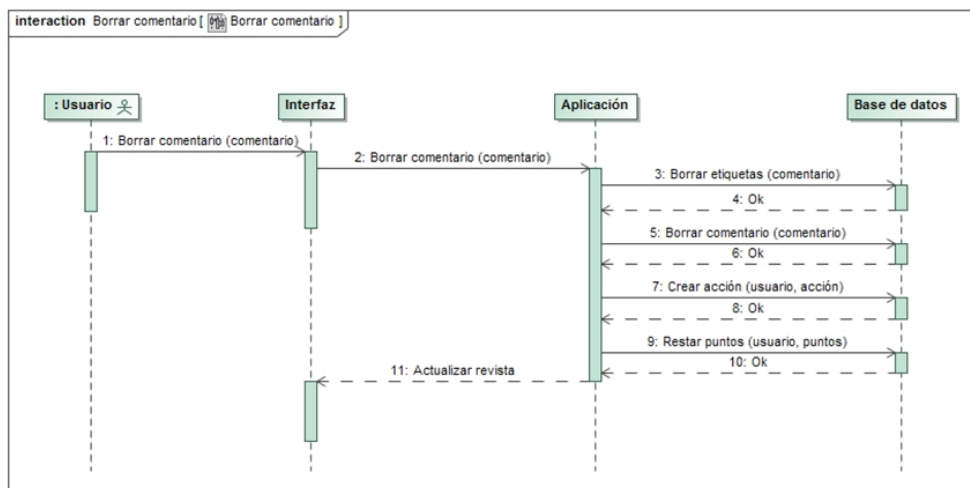 interaction Borrar comentario [ Borrar comentario ]
: Usuario
Interfaz
Aplicación
Base de datos
1: Borrar comentario (comentario)
2: Borrar comentario (comentario)
3: Borrar etiquetas (comentario)
4: Ok
5: Borrar comentario (comentario)
6: Ok
7: Crear acción (usuario, acción)
8: Ok
9: Restar puntos (usuario, puntos)
10: Ok
11: Actualizar revista